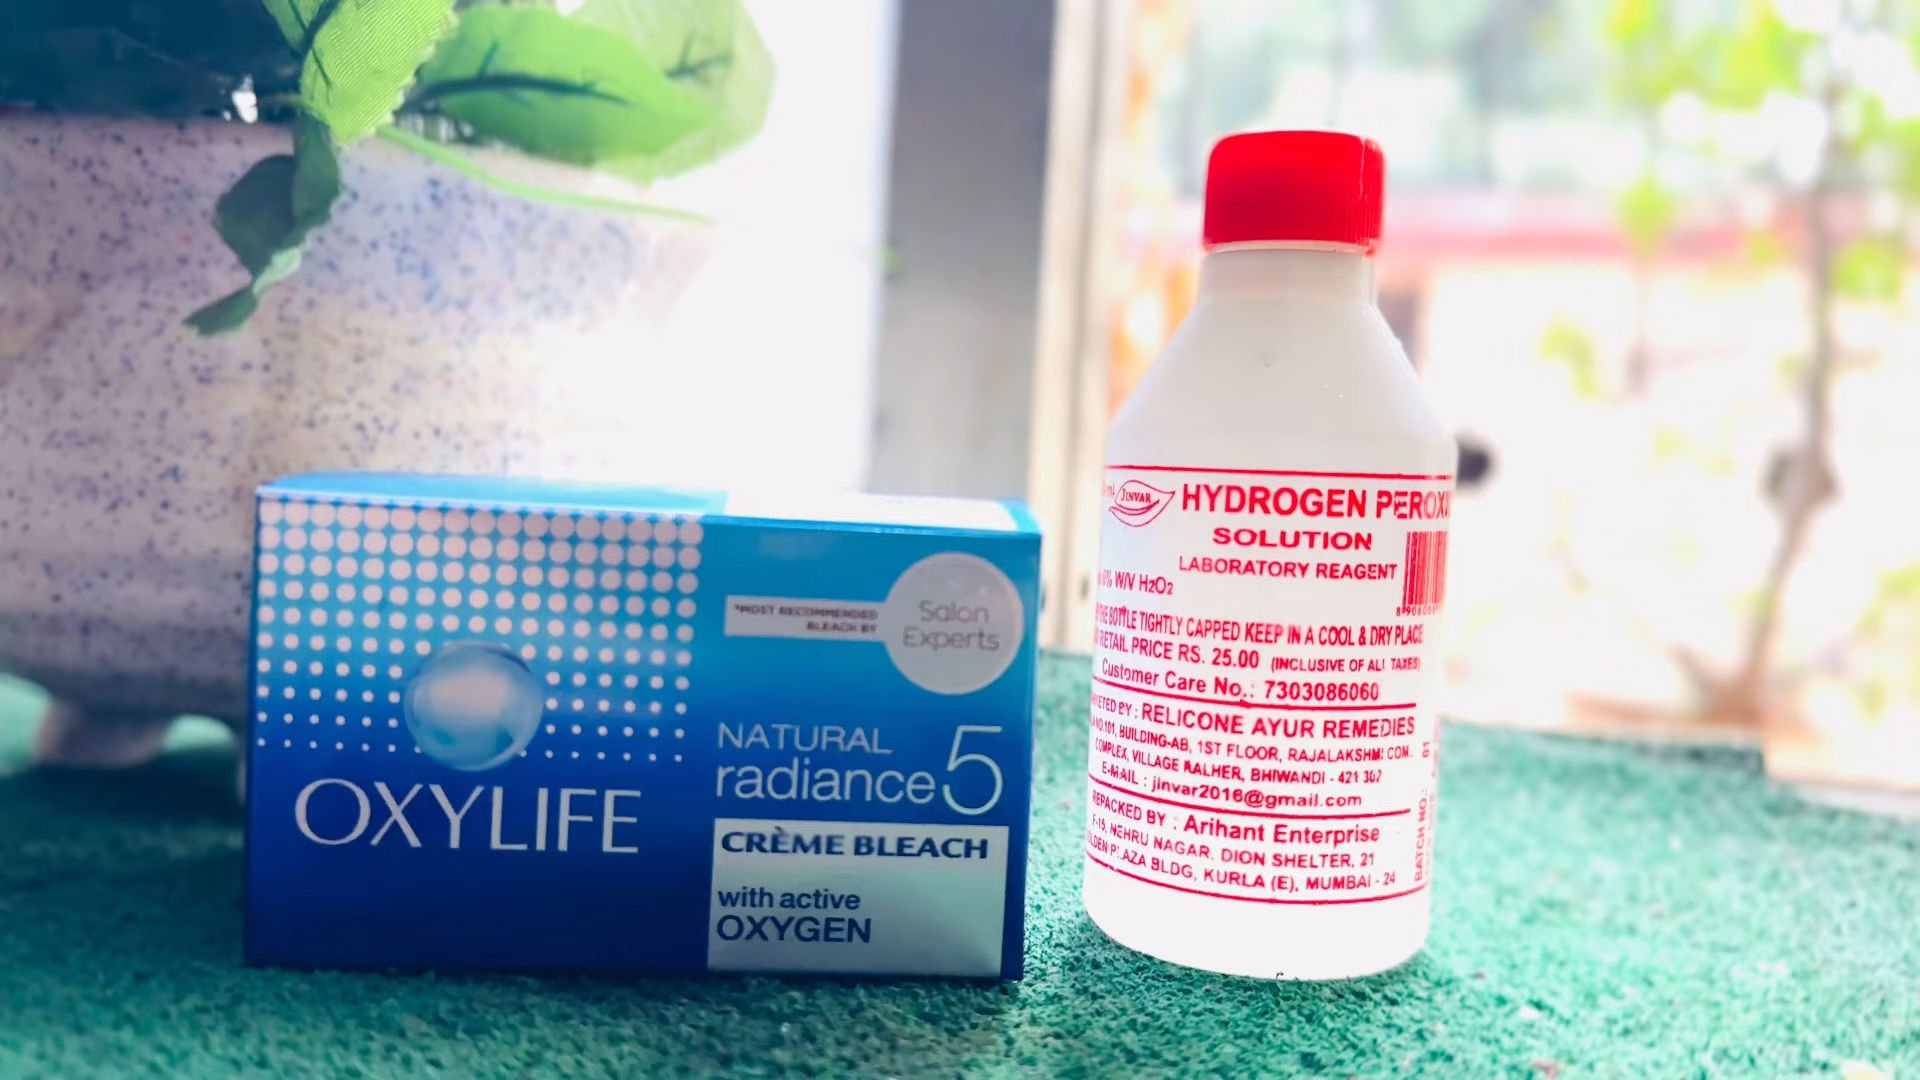 *MOST RECOMMENDED
BLEACH BY
Salon
Experts
NATURAL
radiance 5
OXYLIFE
CRÈME BLEACH
with active
OXYGEN
JINVAR
HYDROGEN
SOLUTION
LABORATORY REAGENT
W/V H2O2
BOTTLE TIGHTLY CAPPED KEEP IN A COOL & DRY PLACE
RETAIL PRICE RS. 25.00 (INCLUSIVE OF ALL TAXES)
Customer Care No.: 7303086060
BY : RELICONE AYUR REMEDIES
BUILDING-AB, 1ST FLOOR, RAJALAKSHMI COM.
COMPLEX, VILLAGE KALHER, BHIWANDI - 421 302
E-MAIL : jinvar2016@gmail.com
REPACKED BY : Arihant Enterprise
F-15, NEHRU NAGAR, DION SHELTER, 21
PLAZA BLDG, KURLA (E), MUMBAI - 24
BATCH NO.: